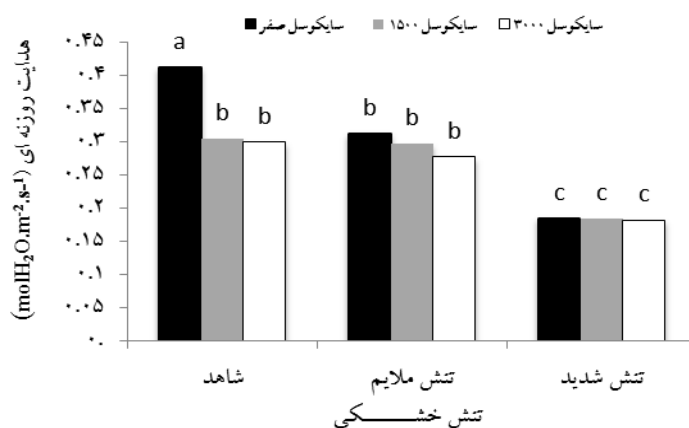 سایکوسل صفر سایکوسل ۱۵۰۰ سایکوسل ۳۰۰۰
هدایت روزنه ای (molH₂O.m⁻².s⁻¹)
۰.۴۵
۰.۴
۰.۳۵
۰.۳
۰.۲۵
۰.۲
۰.۱۵
۰.۱
۰.۰۵
۰.
a b b b b b c c c
شاهد تنش ملایم تنش شدید
تنش خشــــکی